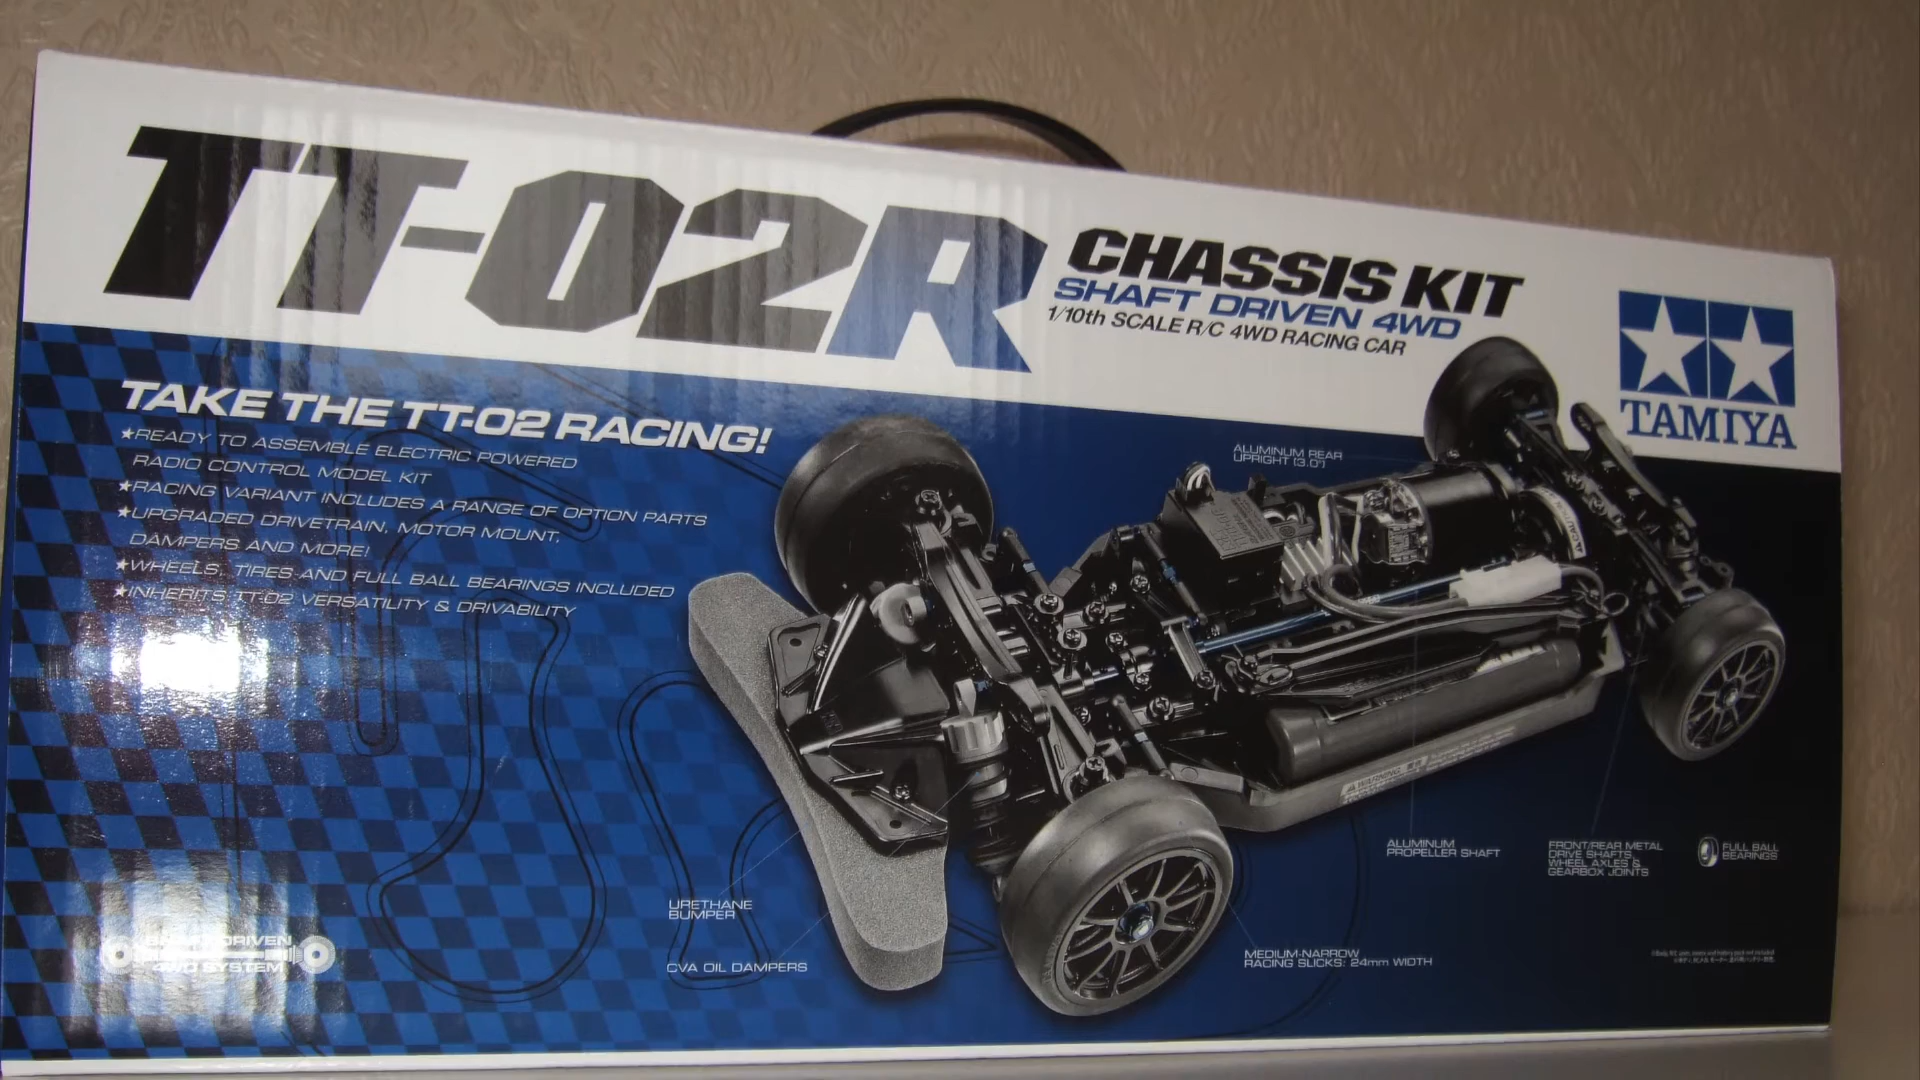 TT-02R
CHASSIS KIT
SHAFT DRIVEN 4WD
1/10th SCALE R/C 4WD RACING CAR
TAMIYA
TAKE THE TT-02 RACING!
★READY TO ASSEMBLE ELECTRIC POWERED
RADIO CONTROL MODEL KIT
★RACING VARIANT INCLUDES A RANGE OF OPTION PARTS
★UPGRADED DRIVETRAIN, MOTOR MOUNT,
DAMPERS AND MORE!
★WHEELS, TIRES AND FULL BALL BEARINGS INCLUDED
★INHERITS TT-02 VERSATILITY & DRIVABILITY
ALUMINUM REAR
UPRIGHT (3.0°)
WARNING
ALUMINUM
PROPELLER SHAFT
FRONT/REAR METAL
DRIVE SHAFTS,
WHEEL AXLES &
GEARBOX JOINTS
FULL BALL
BEARINGS
URETHANE
BUMPER
CVA OIL DAMPERS
MEDIUM-NARROW
RACING SLICKS: 24mm WIDTH
SHAFT DRIVEN
4WD SYSTEM